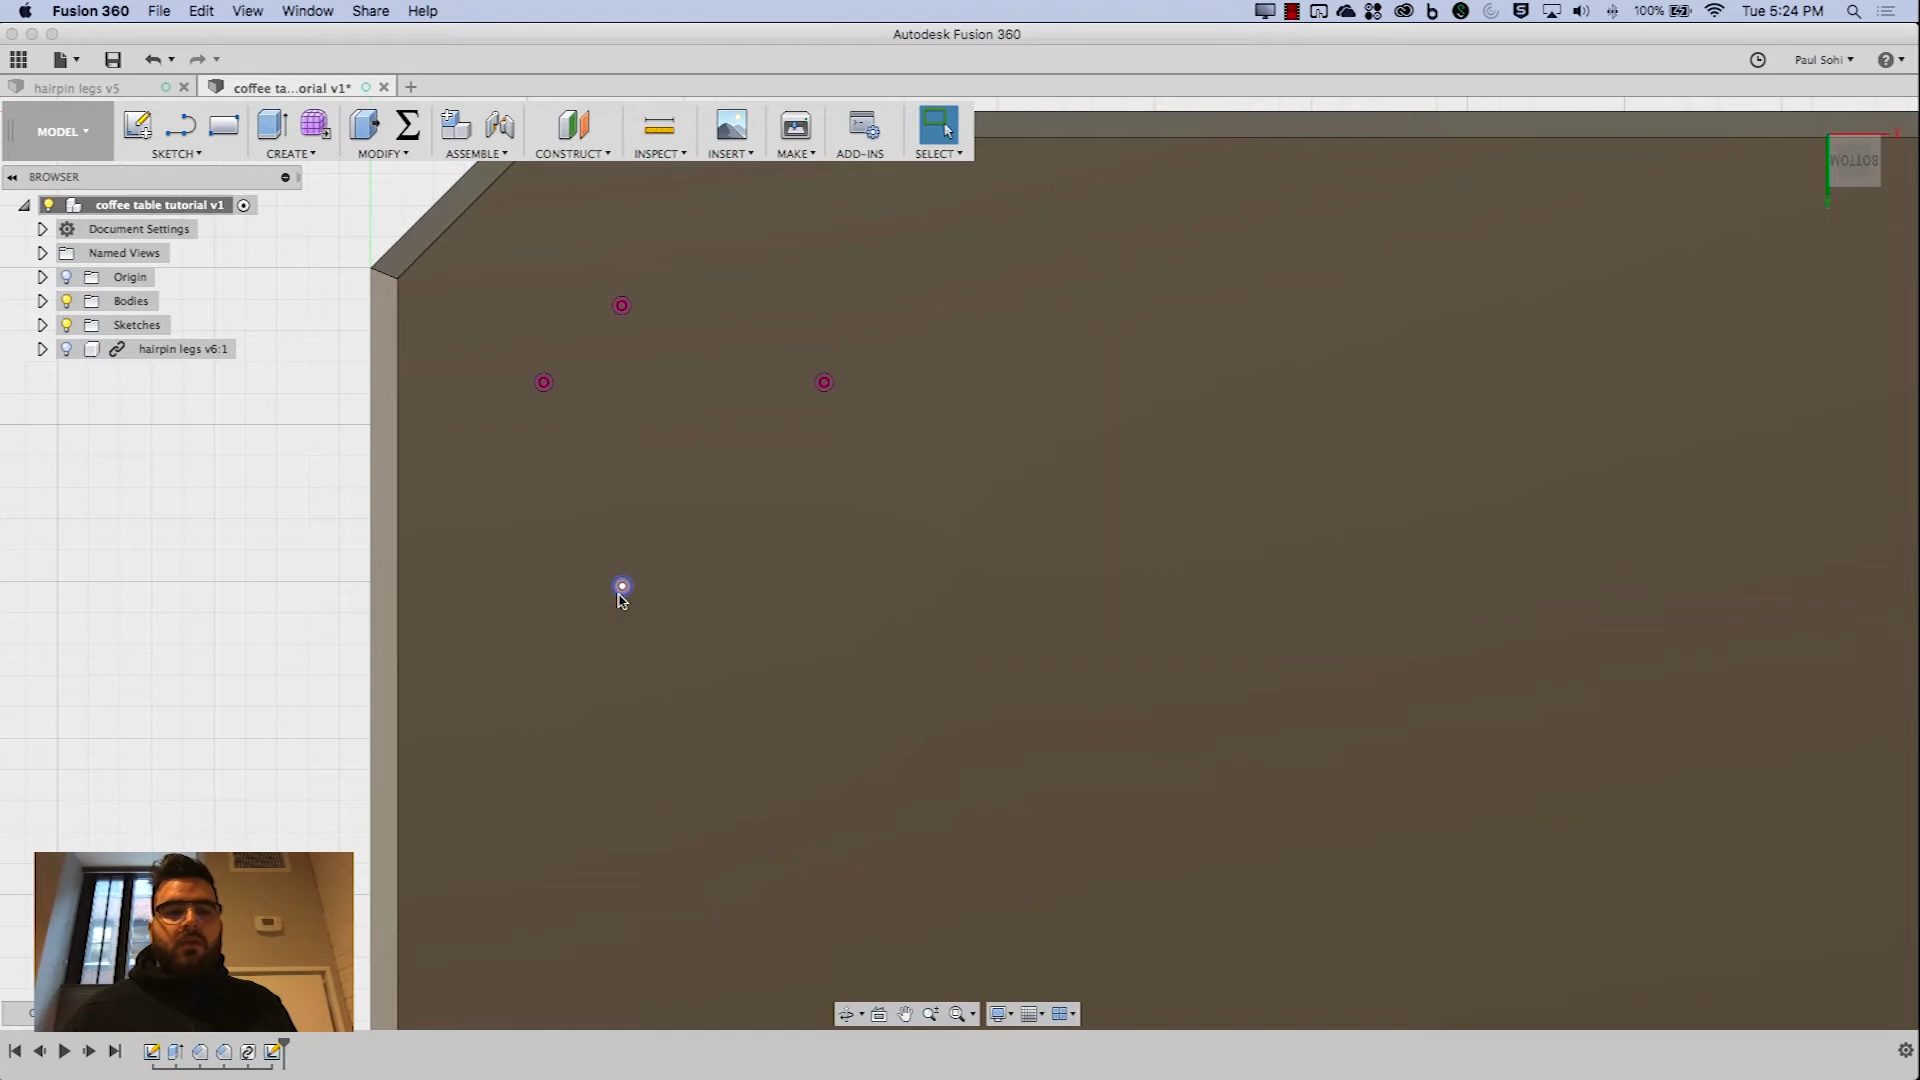 Fusion 360 File Edit View Window Share Help
100% Tue 5:24 PM
Autodesk Fusion 360
Paul Sohi
hairpin legs v5
coffee ta...orial v1*
MODEL
SKETCH CREATE MODIFY ASSEMBLE CONSTRUCT INSPECT INSERT MAKE ADD-INS SELECT
BOTTOM
BROWSER
coffee table tutorial v1
Document Settings
Named Views
Origin
Bodies
Sketches
hairpin legs v6:1